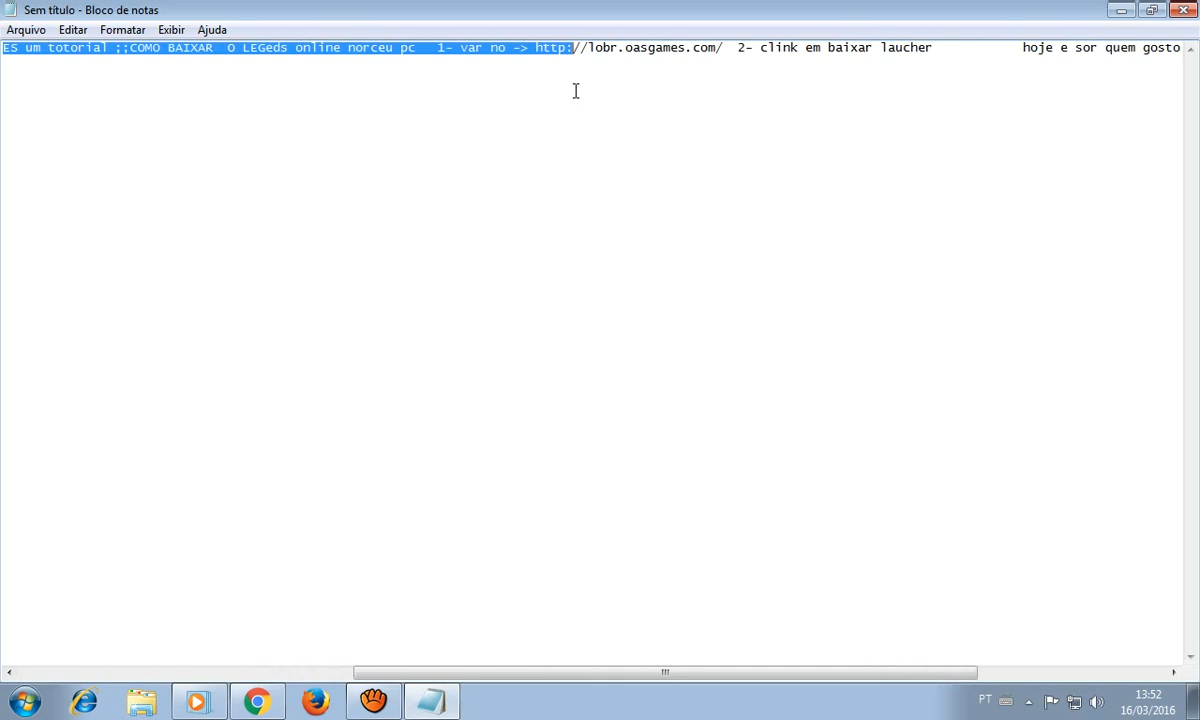 Sem título - Bloco de notas
Arquivo Editar Formatar Exibir Ajuda
ES um totorial ;;COMO BAIXAR  O LEGeds online norceu pc   1- var no -> http://lobr.oasgames.com/  2- clink em baixar laucher            hoje e sor quem gosto
PT
13:52
16/03/2016